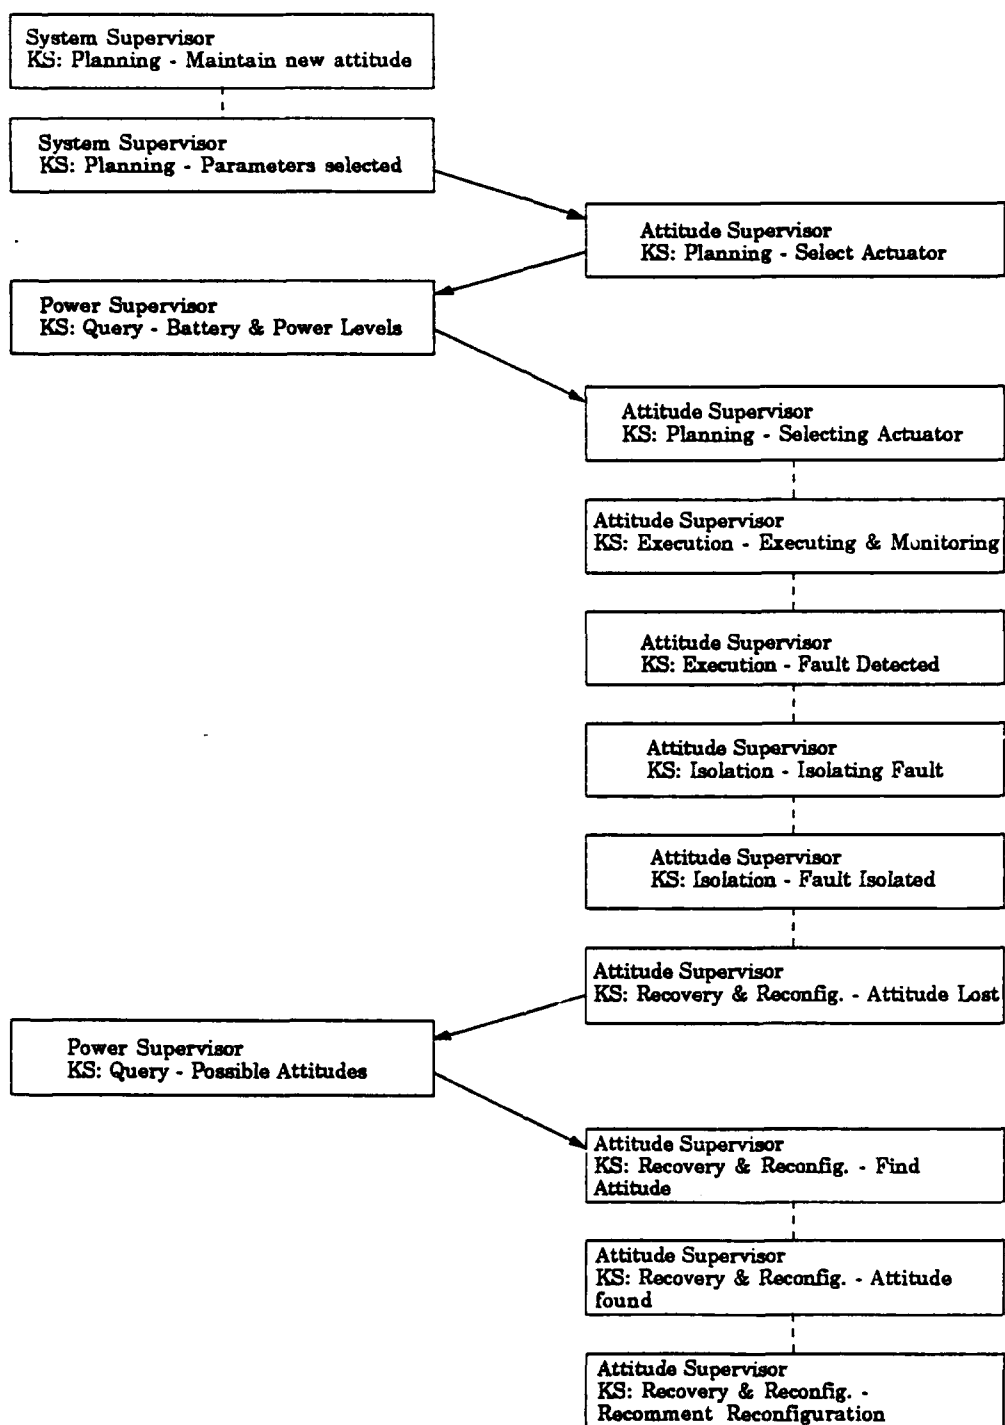 System Supervisor
KS: Planning - Maintain new attitude
System Supervisor
KS: Planning - Parameters selected
Attitude Supervisor
KS: Planning - Select Actuator
Power Supervisor
KS: Query - Battery & Power Levels
Attitude Supervisor
KS: Planning - Selecting Actuator
Attitude Supervisor
KS: Execution - Executing & Monitoring
Attitude Supervisor
KS: Execution - Fault Detected
Attitude Supervisor
KS: Isolation - Isolating Fault
Attitude Supervisor
KS: Isolation - Fault Isolated
Attitude Supervisor
KS: Recovery & Reconfig. - Attitude Lost
Power Supervisor
KS: Query - Possible Attitudes
Attitude Supervisor
KS: Recovery & Reconfig. - Find
Attitude
Attitude Supervisor
KS: Recovery & Reconfig. - Attitude
found
Attitude Supervisor
KS: Recovery & Reconfig. -
Recomment Reconfiguration